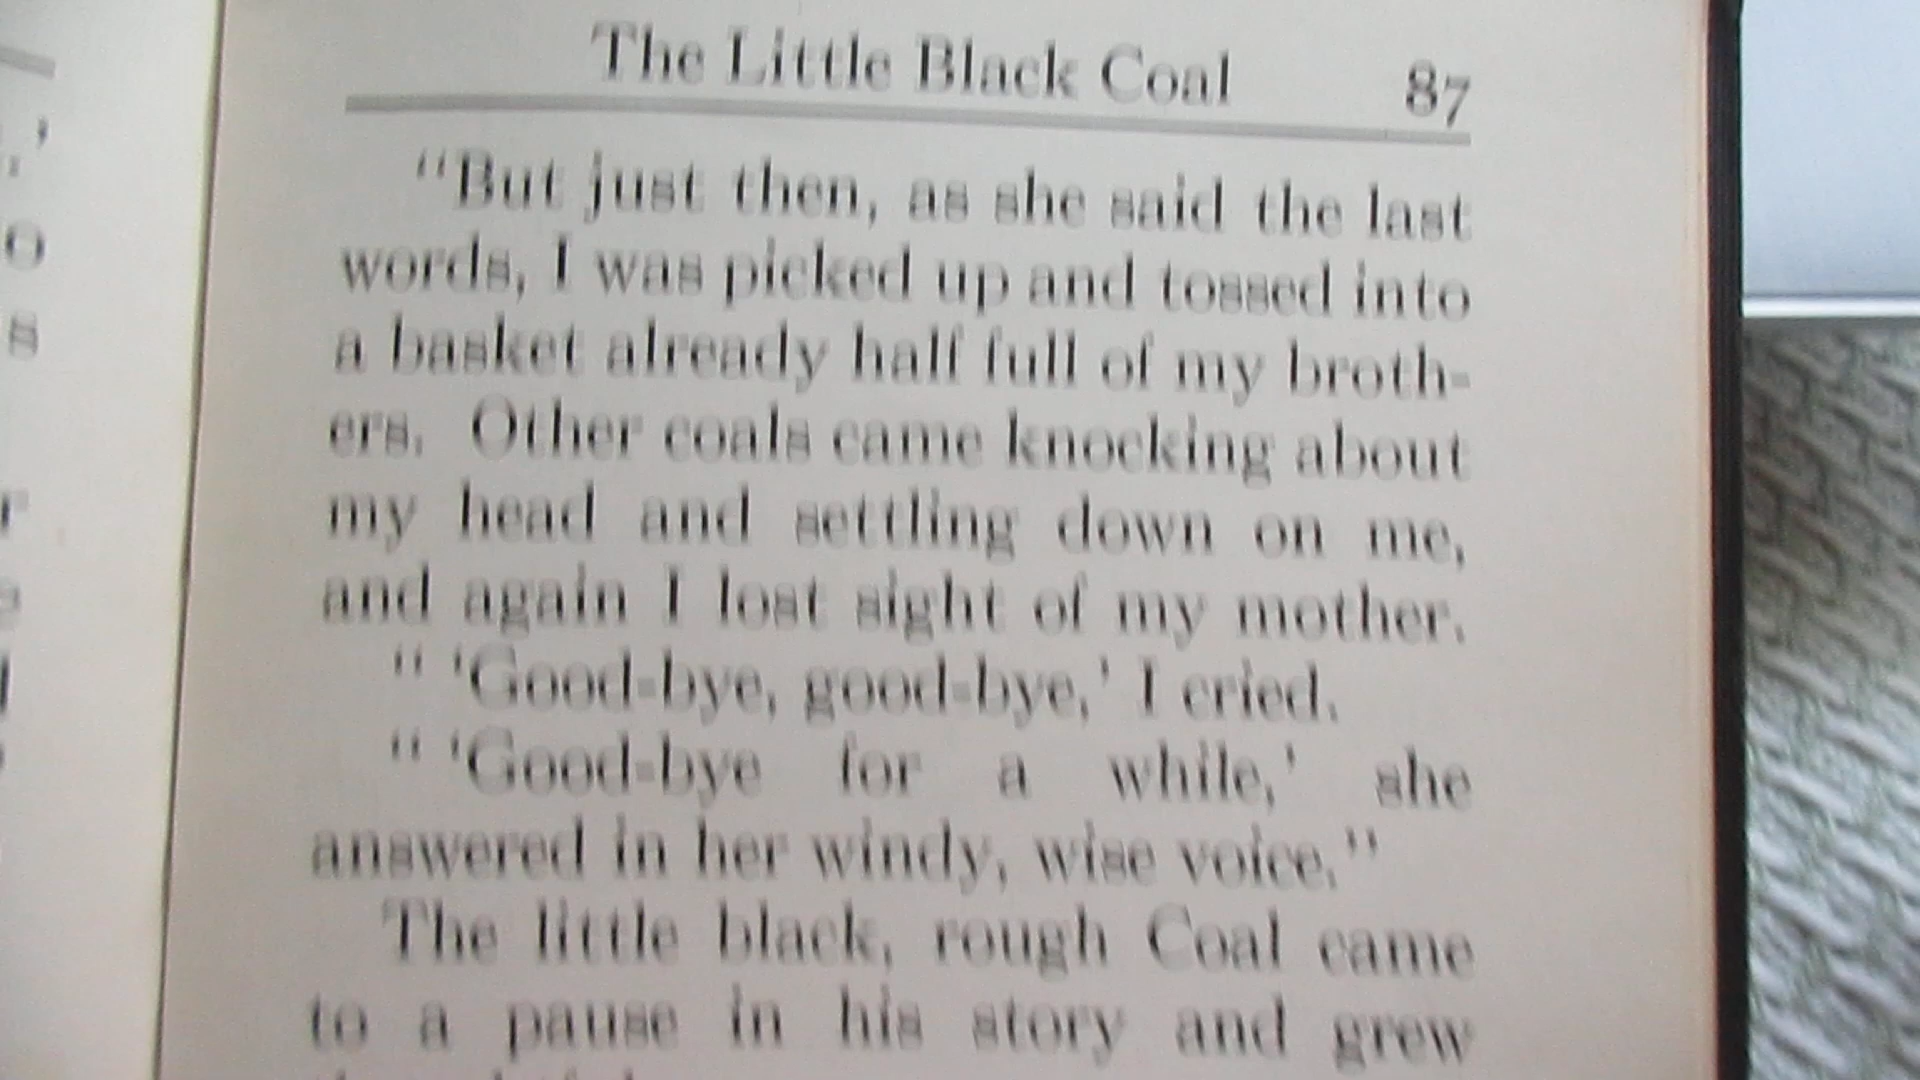 The Little Black Coal 87
“But just then, as she said the last
words, I was picked up and tossed into
a basket already half full of my broth-
ers. Other coals came knocking about
my head and settling down on me,
and again I lost sight of my mother.
“ ‘Good-bye, good-bye,’ I cried.
“ ‘Good-bye for a while,’ she
answered in her windy, wise voice.”
The little black, rough Coal came
to a pause in his story and grew